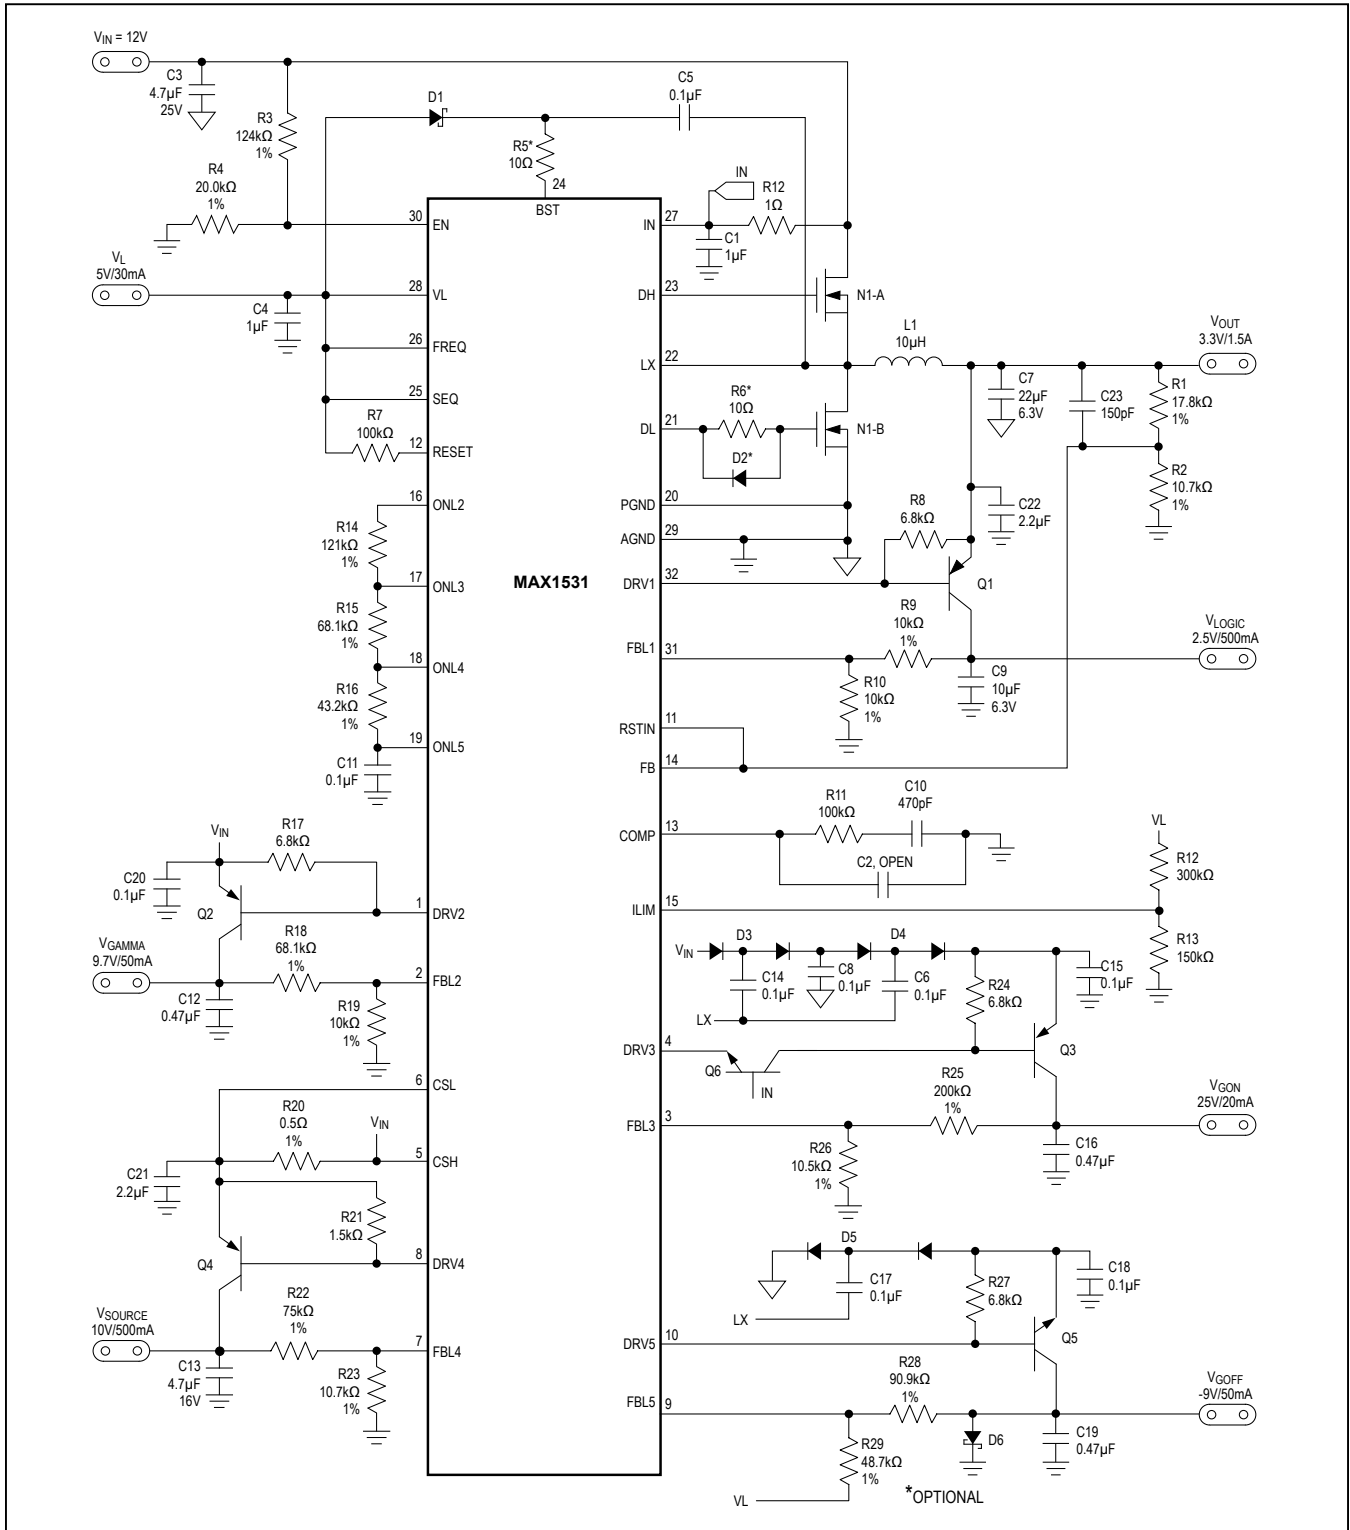 VIN = 12V
C3
4.7µF
25V
R3
124kΩ
1%
R4
20.0kΩ
1%
D1
C5
0.1µF
R5*
10Ω
24
BST
30
EN
VL
5V/30mA
C4
1µF
28
VL
26
FREQ
25
SEQ
R7
100kΩ
12
RESET
16
ONL2
R14
121kΩ
1%
17
ONL3
R15
68.1kΩ
1%
18
ONL4
R16
43.2kΩ
1%
19
ONL5
C11
0.1µF
VIN
R17
6.8kΩ
C20
0.1µF
Q2
1
DRV2
VGAMMA
9.7V/50mA
R18
68.1kΩ
1%
2
FBL2
C12
0.47µF
R19
10kΩ
1%
6
CSL
R20
0.5Ω
1%
VIN
5
CSH
C21
2.2µF
R21
1.5kΩ
Q4
8
DRV4
VSOURCE
10V/500mA
R22
75kΩ
1%
7
FBL4
C13
4.7µF
16V
R23
10.7kΩ
1%
MAX1531
IN
R12
1Ω
IN
27
C1
1µF
DH
23
N1-A
L1
10µH
VOUT
3.3V/1.5A
LX
22
C7
22µF
6.3V
C23
150pF
R1
17.8kΩ
1%
R6*
10Ω
DL
21
N1-B
D2*
R2
10.7kΩ
1%
PGND
20
R8
6.8kΩ
C22
2.2µF
AGND
29
DRV1
32
Q1
R9
10kΩ
1%
VLOGIC
2.5V/500mA
FBL1
31
R10
10kΩ
1%
C9
10µF
6.3V
RSTIN
11
FB
14
R11
100kΩ
C10
470pF
COMP
13
C2, OPEN
VL
R12
300kΩ
ILIM
15
R13
150kΩ
VIN
D3
D4
C14
0.1µF
C8
0.1µF
C6
0.1µF
R24
6.8kΩ
C15
0.1µF
LX
DRV3
4
Q6
IN
Q3
R25
200kΩ
1%
VGON
25V/20mA
FBL3
3
R26
10.5kΩ
1%
C16
0.47µF
D5
C17
0.1µF
R27
6.8kΩ
C18
0.1µF
LX
Q5
DRV5
10
R28
90.9kΩ
1%
VGOFF
-9V/50mA
FBL5
9
R29
48.7kΩ
1%
D6
C19
0.47µF
VL
*OPTIONAL